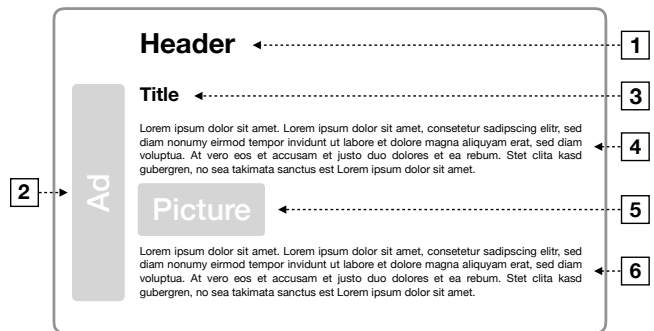 Header
1
Title
3
Lorem ipsum dolor sit amet. Lorem ipsum dolor sit amet, consetetur sadipscing elitr, sed
diam nonumy eirmod tempor invidunt ut labore et dolore magna aliquyam erat, sed diam
voluptua. At vero eos et accusam et justo duo dolores et ea rebum. Stet clita kasd
gubergren, no sea takimata sanctus est Lorem ipsum dolor sit amet.
4
2
Ad
Picture
5
Lorem ipsum dolor sit amet. Lorem ipsum dolor sit amet, consetetur sadipscing elitr, sed
diam nonumy eirmod tempor invidunt ut labore et dolore magna aliquyam erat, sed diam
voluptua. At vero eos et accusam et justo duo dolores et ea rebum. Stet clita kasd
gubergren, no sea takimata sanctus est Lorem ipsum dolor sit amet.
6